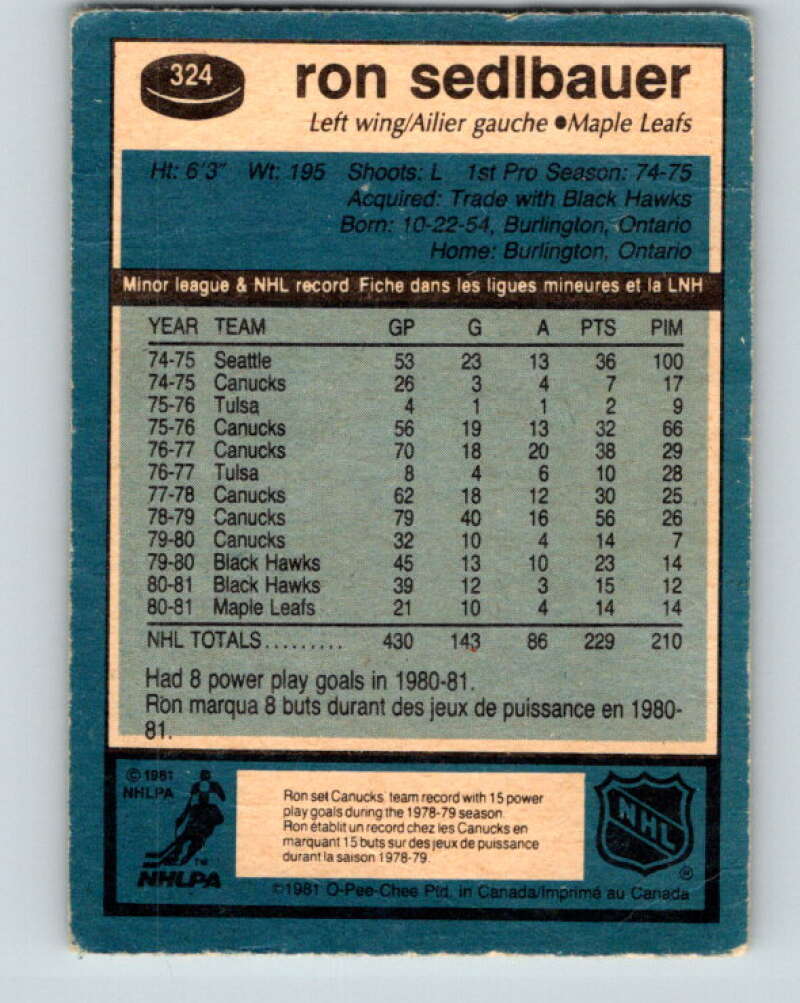 324
ron sedlbauer
Left wing/Ailier gauche ●Maple Leafs
Ht: 6'3" Wt: 195 Shoots: L 1st Pro Season: 74-75
Acquired: Trade with Black Hawks
Born: 10-22-54, Burlington, Ontario
Home: Burlington, Ontario
Minor league & NHL record Fiche dans les ligues mineures et la LNH
YEAR TEAM GP G A PTS PIM
74-75 Seattle 53 23 13 36 100
74-75 Canucks 26 3 4 7 17
75-76 Tulsa 4 1 1 2 9
75-76 Canucks 56 19 13 32 66
76-77 Canucks 70 18 20 38 29
76-77 Tulsa 8 4 6 10 28
77-78 Canucks 62 18 12 30 25
78-79 Canucks 79 40 16 56 26
79-80 Canucks 32 10 4 14 7
79-80 Black Hawks 45 13 10 23 14
80-81 Black Hawks 39 12 3 15 12
80-81 Maple Leafs 21 10 4 14 14
NHL TOTALS......... 430 143 86 229 210
Had 8 power play goals in 1980-81.
Ron marqua 8 buts durant des jeux de puissance en 1980-
81.
©1981
NHLPA
TM
NHLPA
Ron set Canucks team record with 15 power
play goals during the 1978-79 season.
Ron établit un record chez les Canucks en
marquant 15 buts sur des jeux de puissance
durant la saison 1978-79.
NHL
®
©1981 O-Pee-Chee Ptd. in Canada/Imprimé au Canada